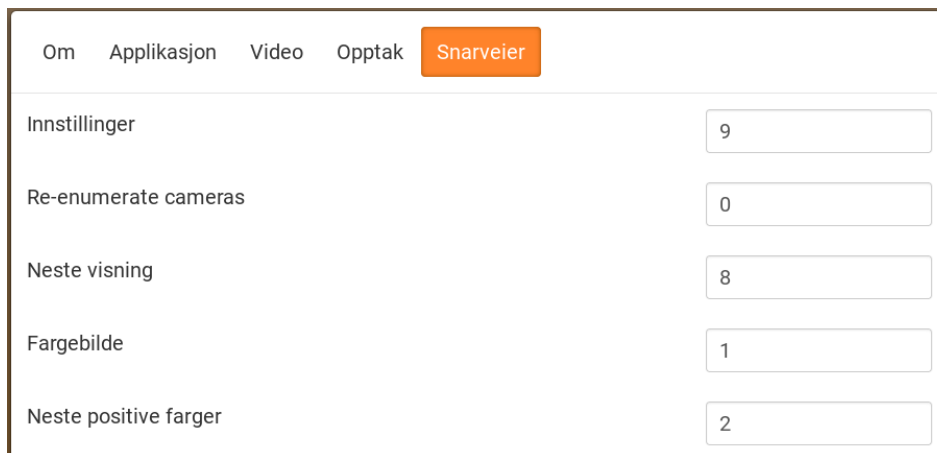 Om Applikasjon Video Opptak Snarveier
Innstillinger 9
Re-enumerate cameras 0
Neste visning 8
Fargebilde 1
Neste positive farger 2